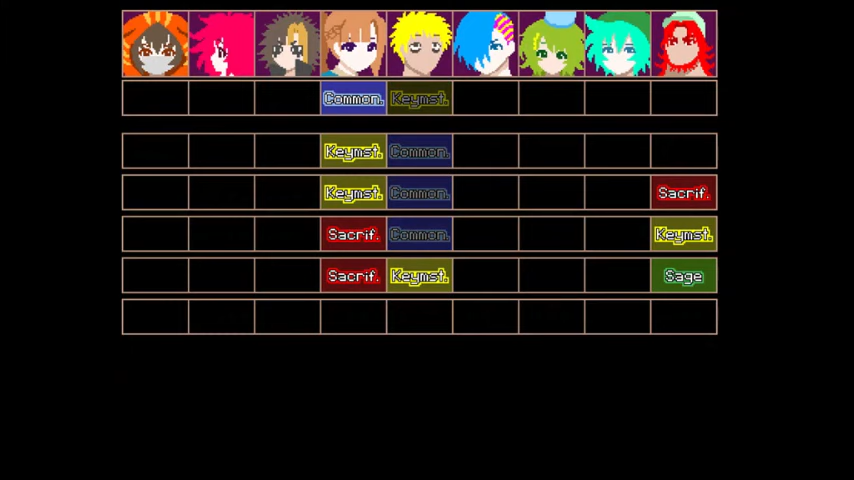 Common. Keymst.
Keymst. Common.
Keymst. Common. Sacrif.
Sacrif. Common. Keymst.
Sacrif. Keymst. Sage